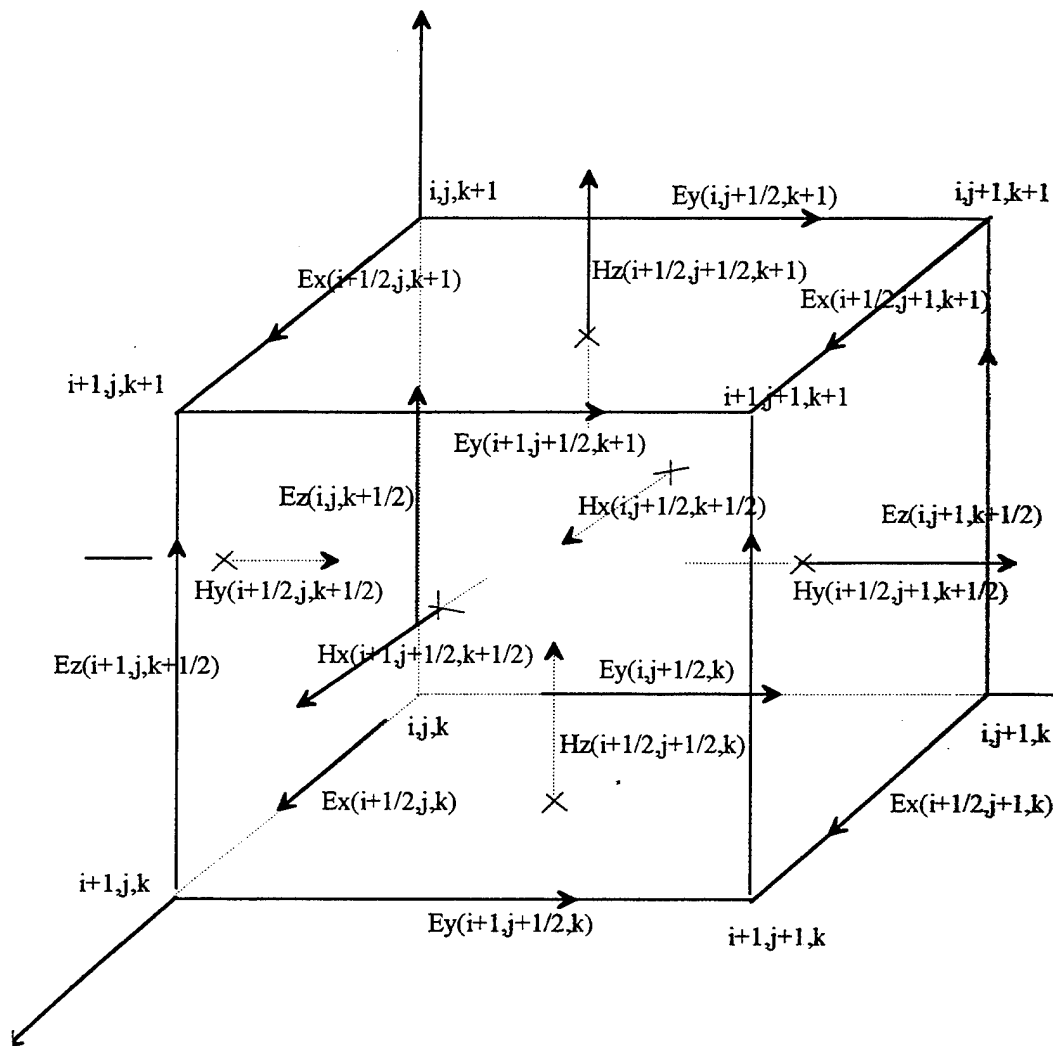 i,j,k+1
Ey(i,j+1/2,k+1)
i,j+1,k+1
Hz(i+1/2,j+1/2,k+1)
Ex(i+1/2,j,k+1)
Ex(i+1/2,j+1,k+1)
i+1,j,k+1
i+1,j+1,k+1
Ey(i+1,j+1/2,k+1)
Ez(i,j,k+1/2)
Hx(i,j+1/2,k+1/2)
Ez(i,j+1,k+1/2)
Hy(i+1/2,j,k+1/2)
Hy(i+1/2,j+1,k+1/2)
Ez(i+1,j,k+1/2)
Hx(i+1,j+1/2,k+1/2)
Ey(i,j+1/2,k)
i,j,k
i,j+1,k
Hz(i+1/2,j+1/2,k)
Ex(i+1/2,j,k)
Ex(i+1/2,j+1,k)
i+1,j,k
Ey(i+1,j+1/2,k)
i+1,j+1,k